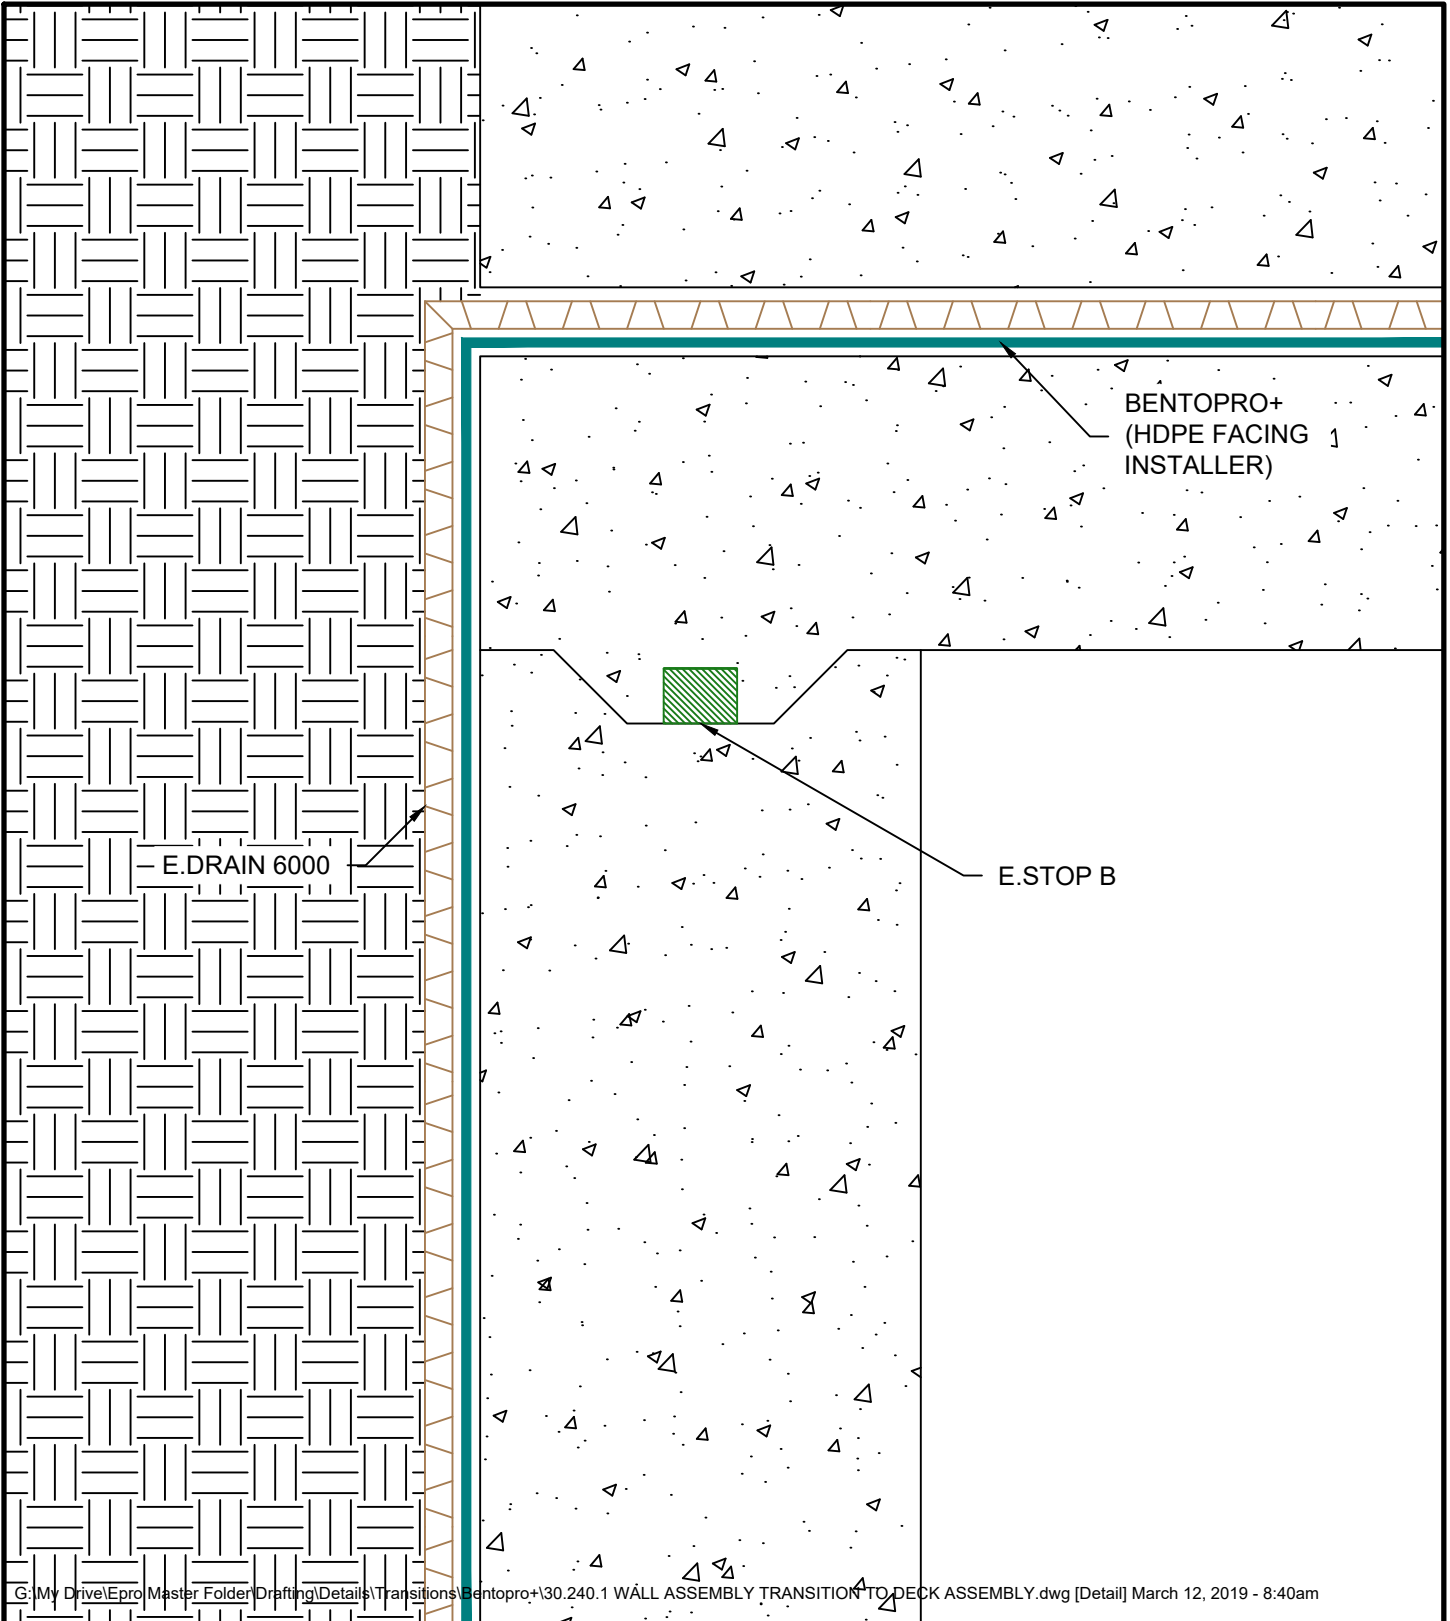 BENTOPRO+
(HDPE FACING
INSTALLER)
E.DRAIN 6000
E.STOP B
G:\My Drive\Epro Master Folder\Drafting\Details\Transitions\Bentopro+\30.240.1 WALL ASSEMBLY TRANSITION TO DECK ASSEMBLY.dwg [Detail] March 12, 2019 - 8:40am